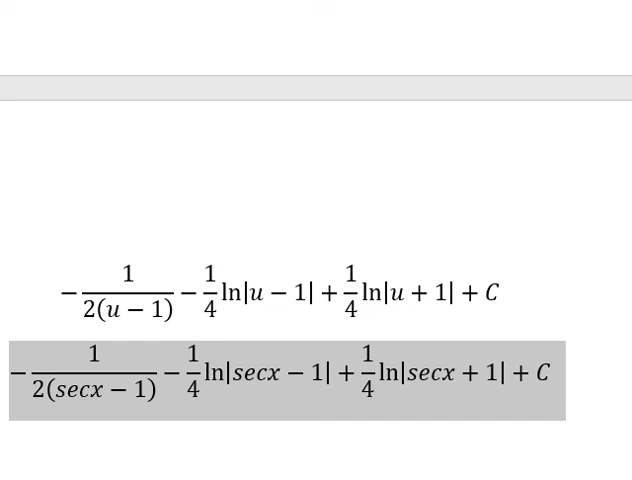 −1/2(u − 1) − 1/4 ln|u − 1| + 1/4 ln|u + 1| + C
−1/2(secx − 1) − 1/4 ln|secx − 1| + 1/4 ln|secx + 1| + C